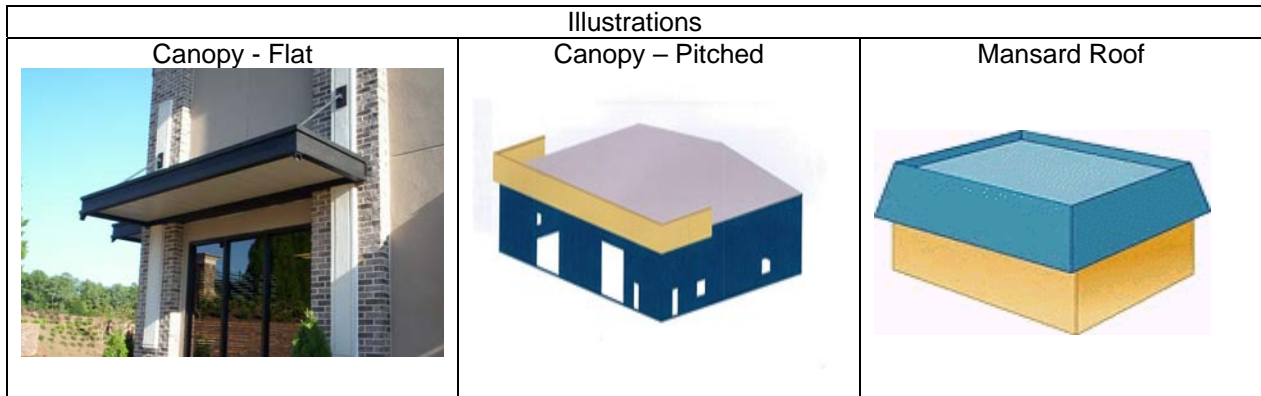 Illustrations
Canopy - Flat
Canopy – Pitched
Mansard Roof